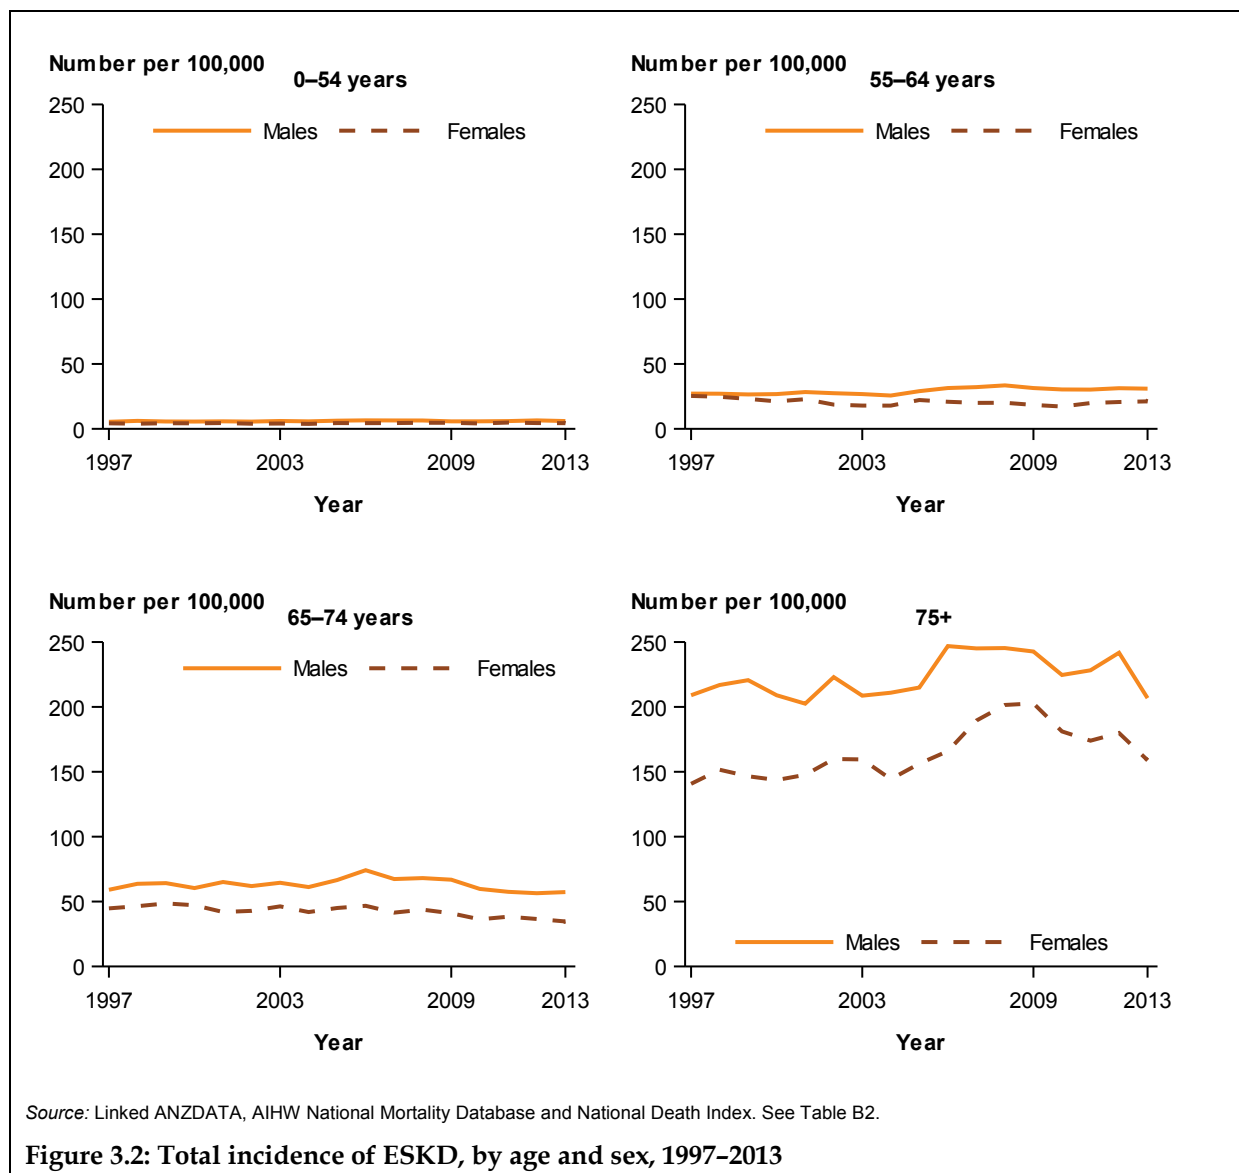 Number per 100,000
0–54 years
250
Males Females
200
150
100
50
0
1997 2003 2009 2013
Year
Number per 100,000
55–64 years
250
Males Females
200
150
100
50
0
1997 2003 2009 2013
Year
Number per 100,000
65–74 years
250
Males Females
200
150
100
50
0
1997 2003 2009 2013
Year
Number per 100,000
75+
250
200
150
100
50
Males Females
0
1997 2003 2009 2013
Year
Source: Linked ANZDATA, AIHW National Mortality Database and National Death Index. See Table B2.
Figure 3.2: Total incidence of ESKD, by age and sex, 1997–2013